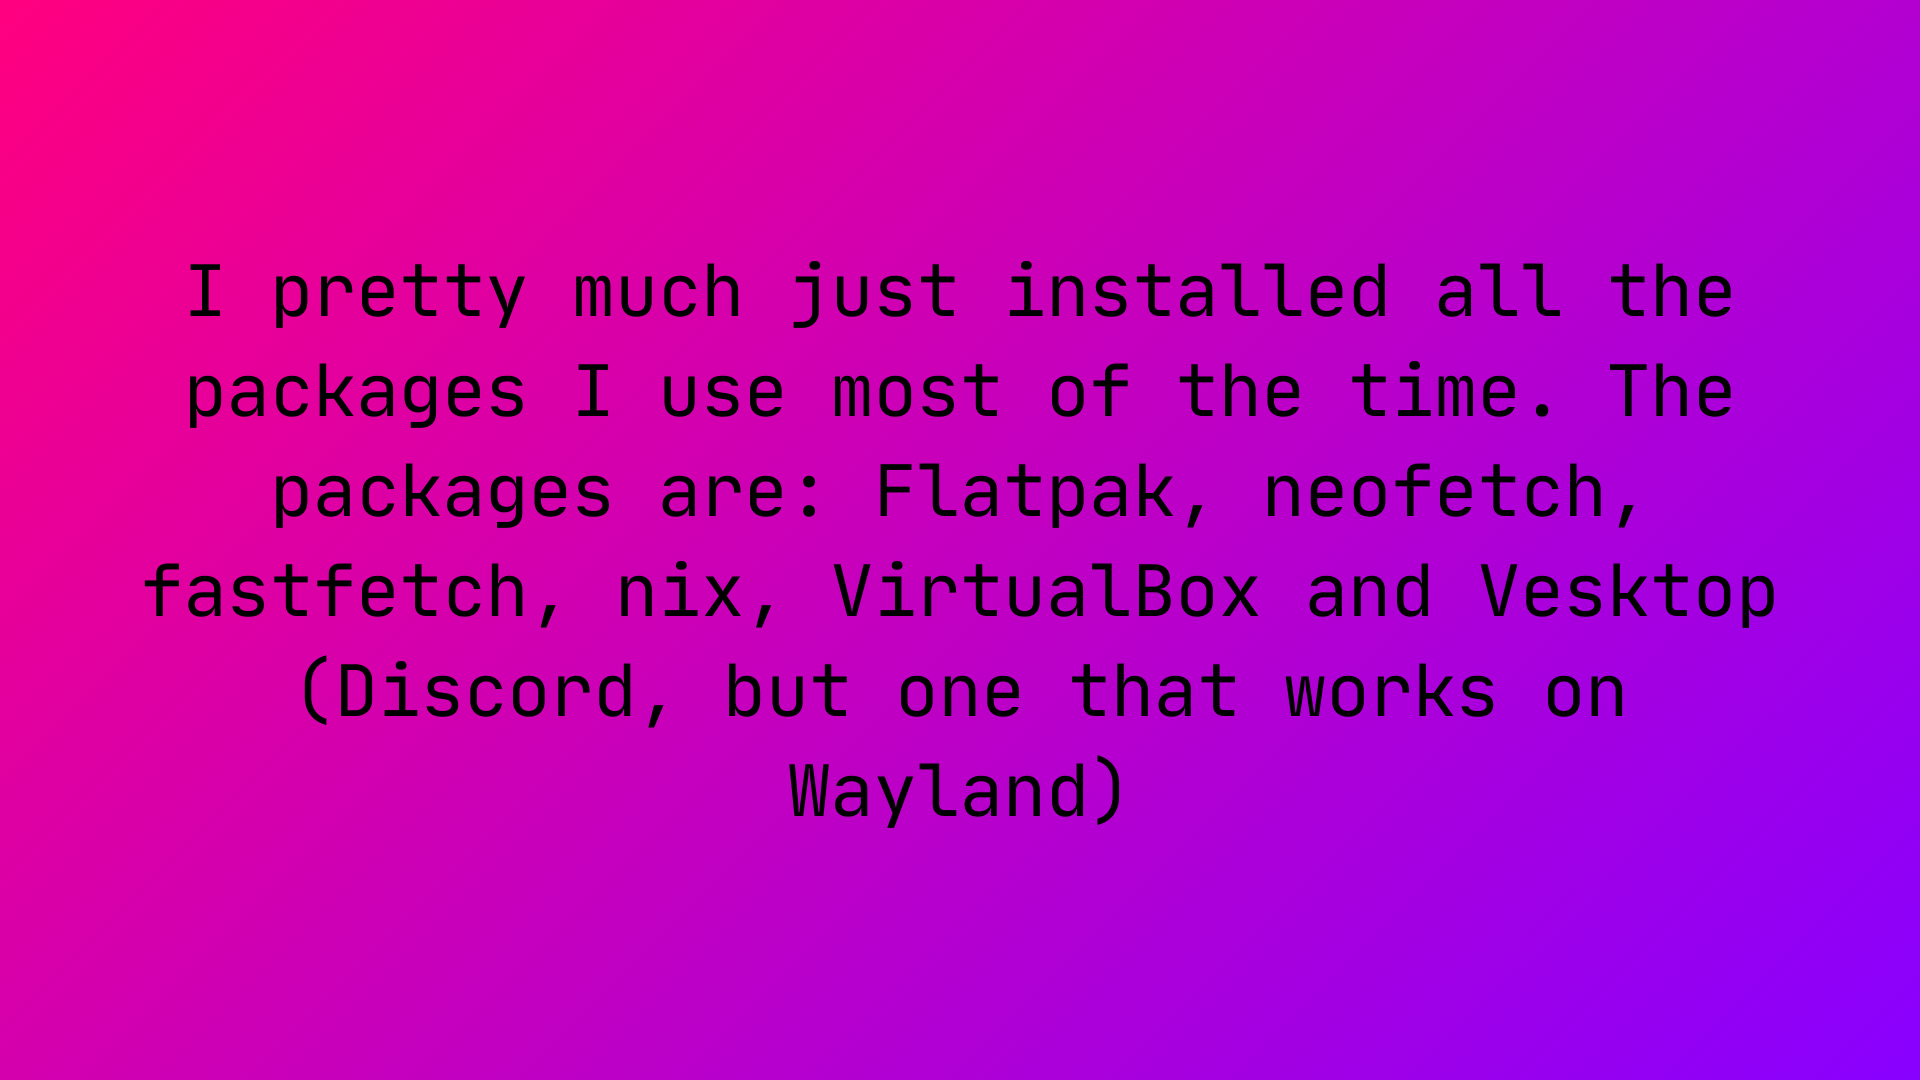 I pretty much just installed all the
packages I use most of the time. The
packages are: Flatpak, neofetch,
fastfetch, nix, VirtualBox and Vesktop
(Discord, but one that works on
Wayland)